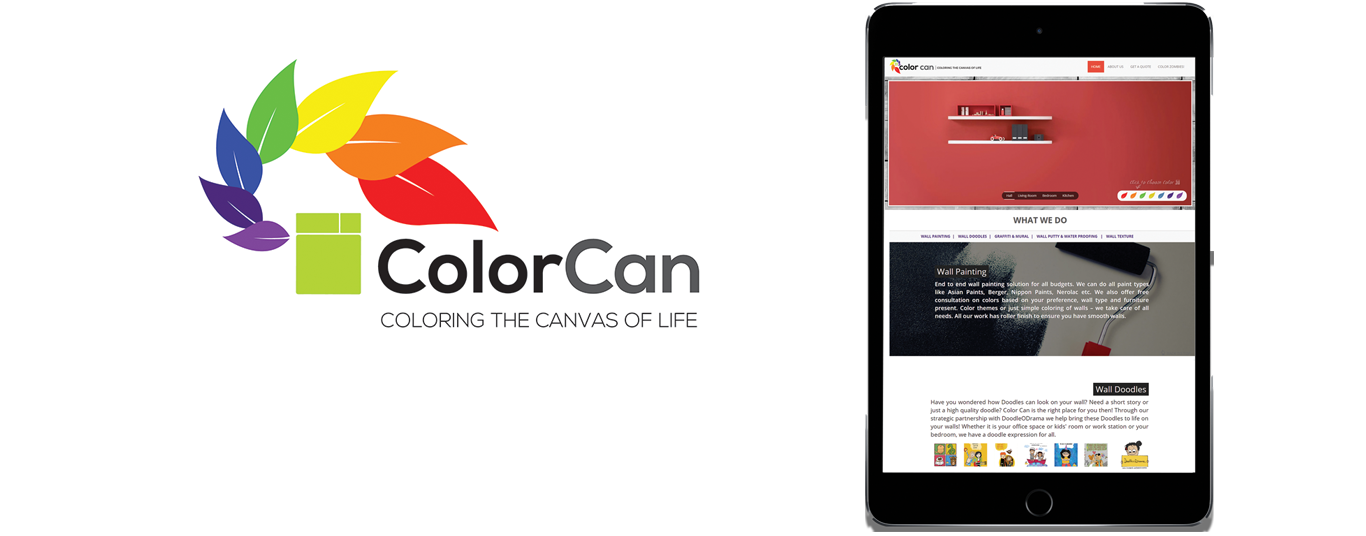 ColorCan
COLORING THE CANVAS OF LIFE
color can | COLORING THE CANVAS OF LIFE
HOME ABOUT US GET A QUOTE COLOR STORIES
Hall Living Room Bedroom Kitchen
WHAT WE DO
WALL PAINTING | WALL DOODLES | GRAFFITI & MURAL | WALL PUTTY & WATER PROOFING | WALL TEXTURE
Wall Painting
End to end wall painting solution for all budgets. We can do all paint types
like Asian Paints, Berger, Nippon Paints, Nerolac etc. We also offer free
consultation on colors based on your preference, wall type and furniture
present. Color themes or just simple coloring of walls – we take care of all
needs. All our work has roller finish to ensure you have smooth walls.
Wall Doodles
Have you wondered how Doodles can look on your wall? Need a short story or
just a high quality doodle? Color Can is the right place for you then! Through our
strategic partnership with DoodleODrama we help bring these Doodles to life on
your walls! Whether it is your office space or kids' room or work station or your
bedroom, we have a doodle expression for all.